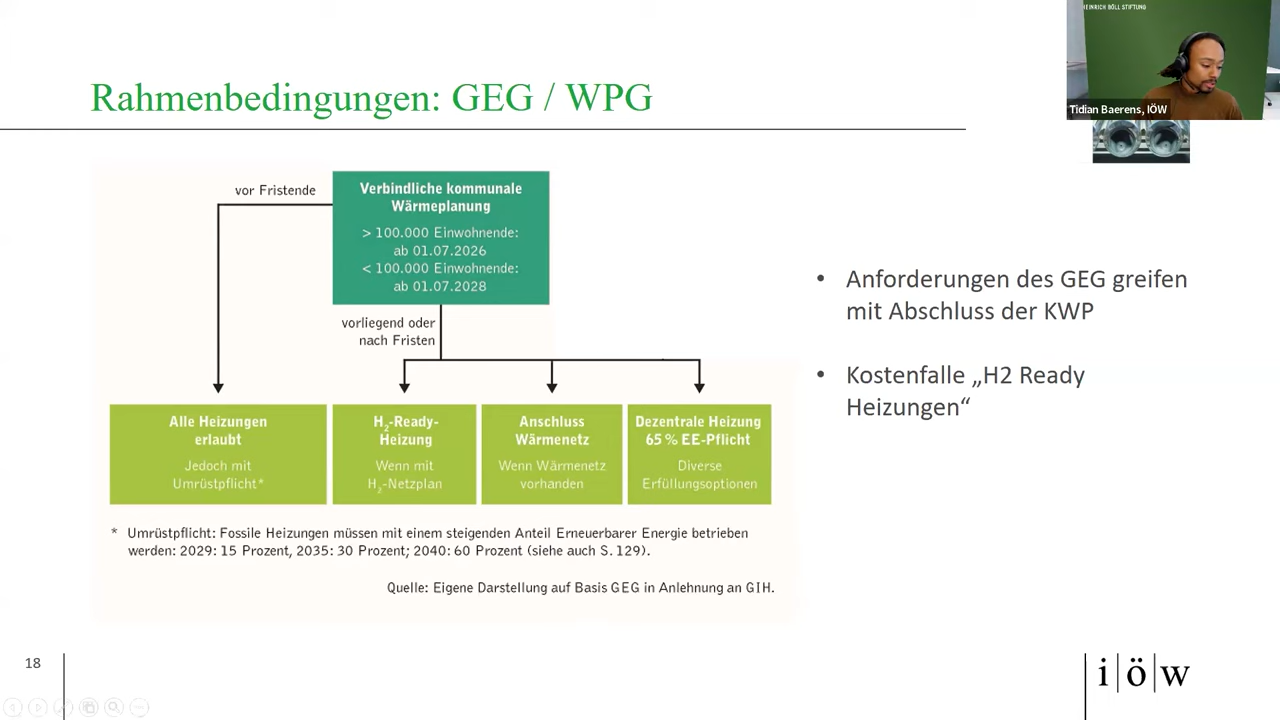 HEINRICH BÖLL STIFTUNG
Tidian Baerens, IÖW
Rahmenbedingungen: GEG / WPG
vor Fristende
Verbindliche kommunale
Wärmeplanung
> 100.000 Einwohnende:
ab 01.07.2026
< 100.000 Einwohnende:
ab 01.07.2028
vorliegend oder
nach Fristen
Alle Heizungen
erlaubt
Jedoch mit
Umrüstpflicht*
H2-Ready-
Heizung
Wenn mit
H2-Netzplan
Anschluss
Wärmenetz
Wenn Wärmenetz
vorhanden
Dezentrale Heizung
65 % EE-Pflicht
Diverse
Erfüllungsoptionen
* Umrüstpflicht: Fossile Heizungen müssen mit einem steigenden Anteil Erneuerbarer Energie betrieben
werden: 2029: 15 Prozent, 2035: 30 Prozent; 2040: 60 Prozent (siehe auch S. 129).
Quelle: Eigene Darstellung auf Basis GEG in Anlehnung an GIH.
• Anforderungen des GEG greifen
mit Abschluss der KWP
• Kostenfalle „H2 Ready
Heizungen“
18
i|ö|w